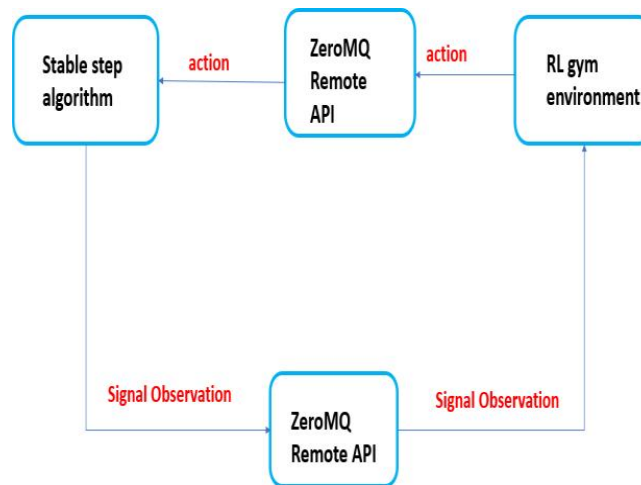 Stable step
algorithm
action
ZeroMQ
Remote
API
action
RL gym
environment
Signal Observation
ZeroMQ
Remote API
Signal Observation